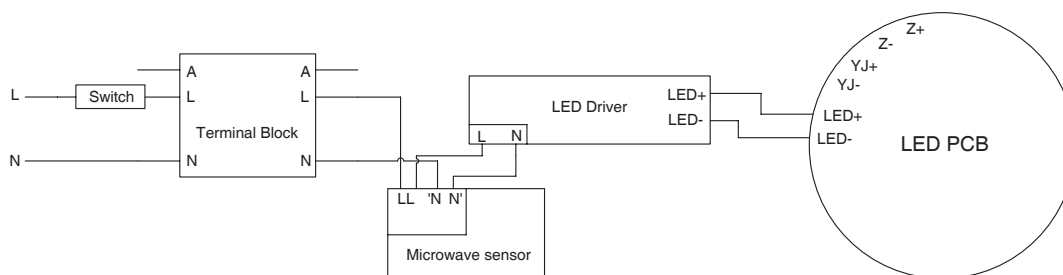 Z+
Z-
YJ+
YJ-
A A
L Switch L L
LED+
LED Driver
LED-
LED+
LED-
LED PCB
Terminal Block
L N
N N N
LL 'N N'
Microwave sensor